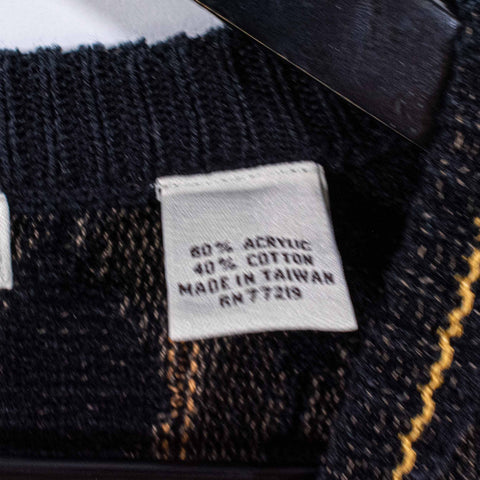 60% ACRYLIC
40% COTTON
MADE IN TAIWAN
RN77219